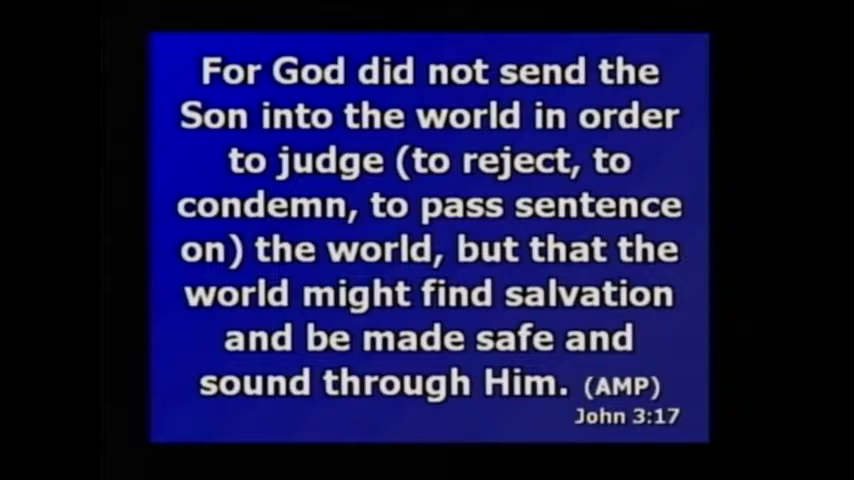 For God did not send the
Son into the world in order
to judge (to reject, to
condemn, to pass sentence
on) the world, but that the
world might find salvation
and be made safe and
sound through Him. (AMP)
John 3:17